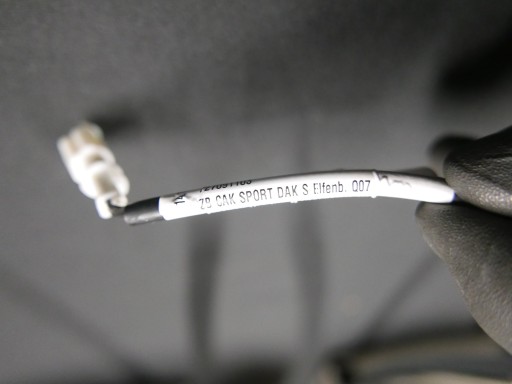 ZB CAK SPORT DAK S Elfenb. Q07